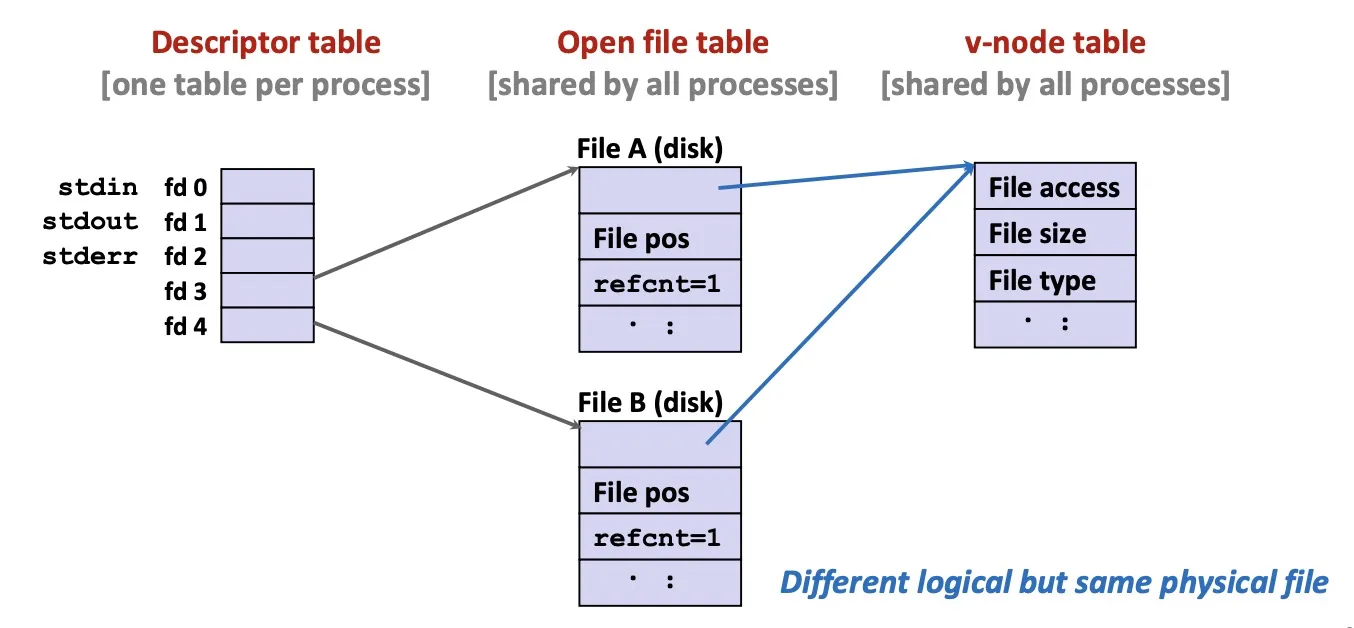 Descriptor table
[one table per process]
Open file table
[shared by all processes]
v-node table
[shared by all processes]
stdin fd 0
stdout fd 1
stderr fd 2
fd 3
fd 4
File A (disk)
File pos
refcnt=1
. :
File B (disk)
File pos
refcnt=1
. :
File access
File size
File type
. :
Different logical but same physical file